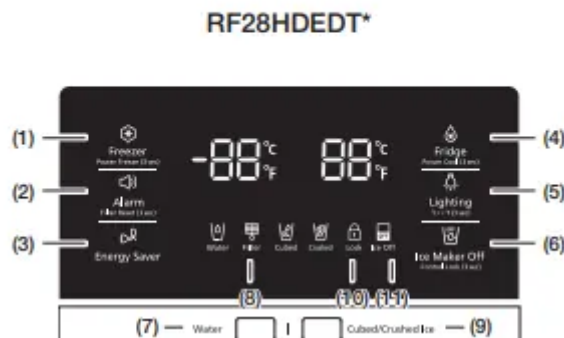 RF28HDEDT*
(1)
Freezer
Power Freeze (3 sec)
-88 °C °F
88 °C °F
(4)
Fridge
Power Cool (3 sec)
(2)
Alarm
Filter Reset (3 sec)
(5)
Lighting
°C↔°F (3 sec)
(3)
Energy Saver
Water Filter Cubed Crushed Lock Ice Off
(6)
Ice Maker Off
Control Lock (3 sec)
(8) (10) (11)
(7) Water Cubed/Crushed Ice (9)